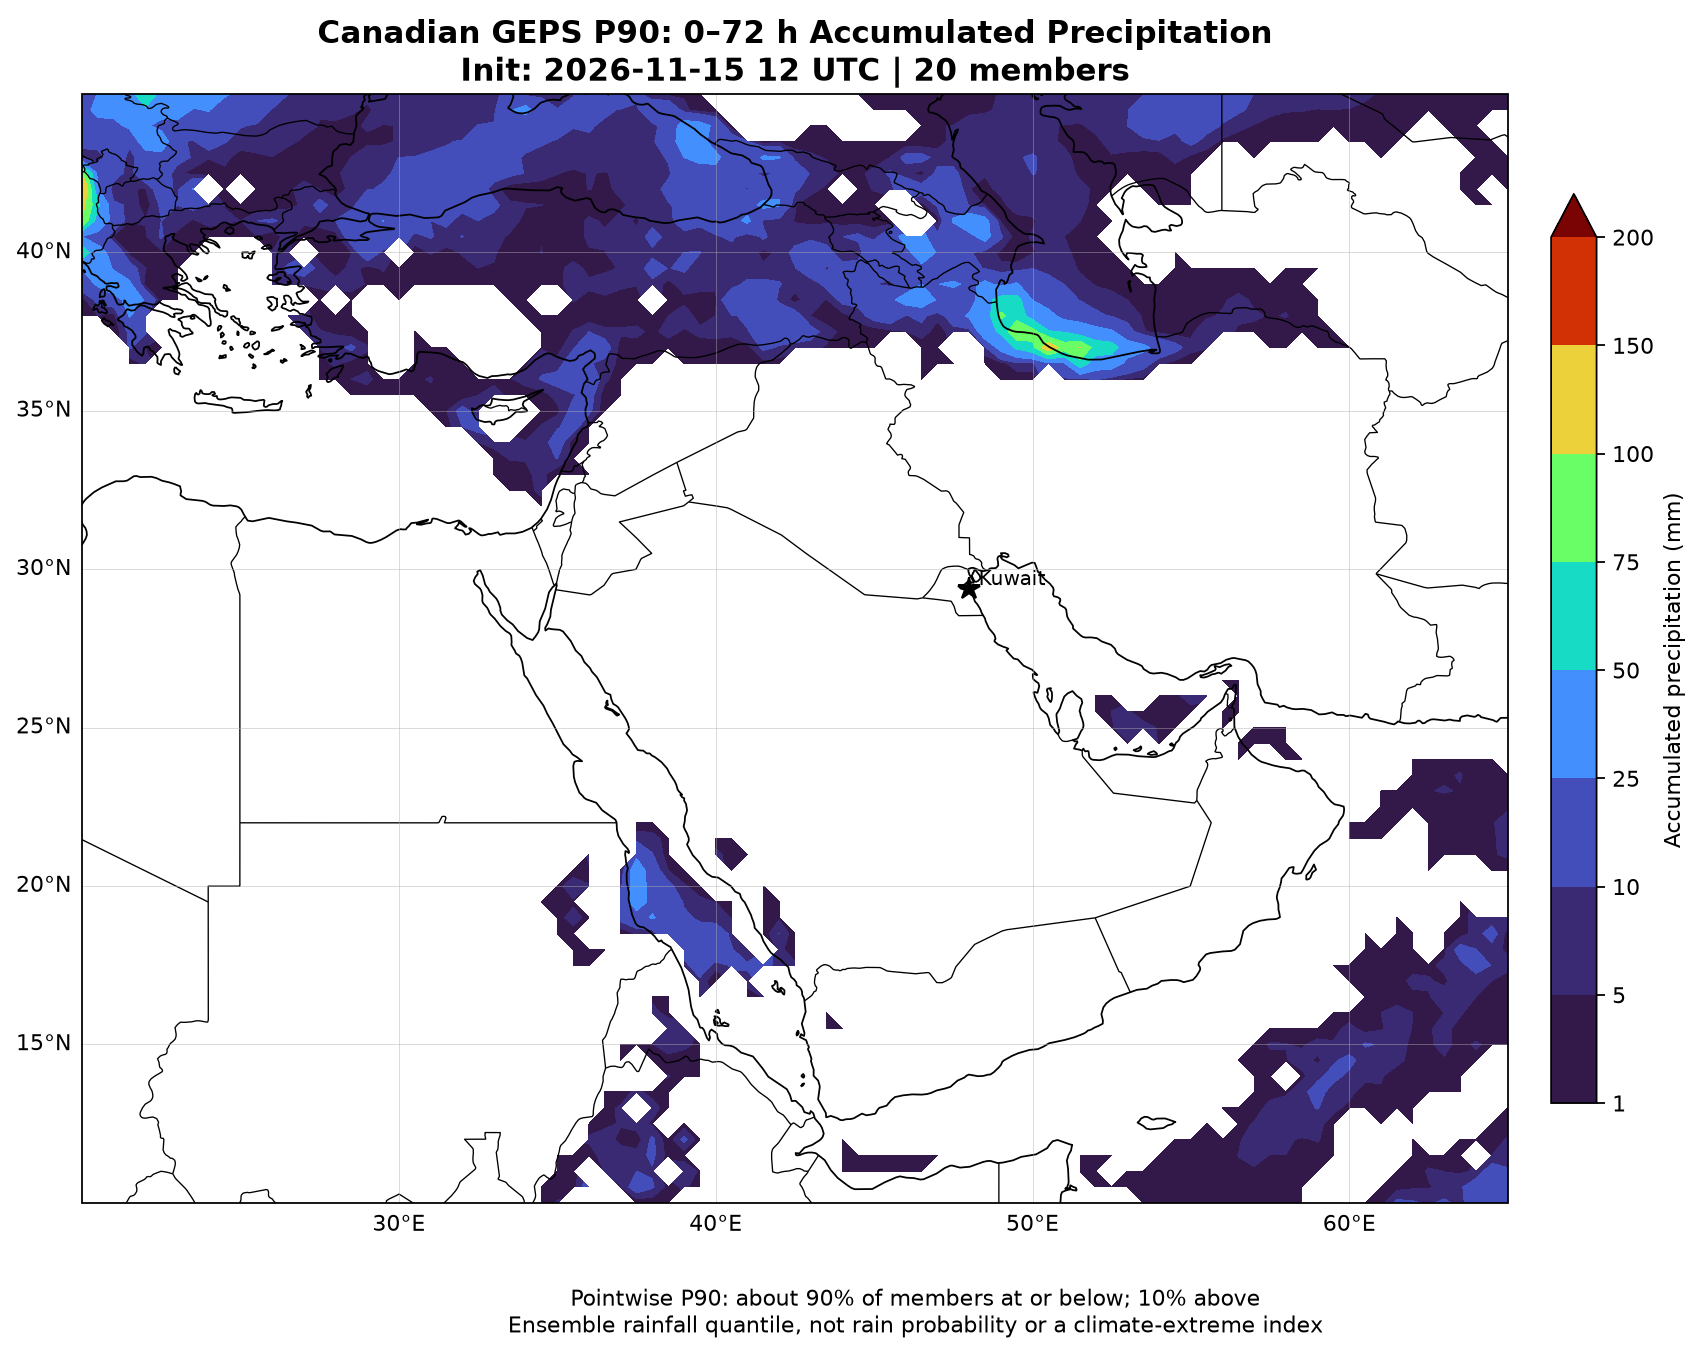 Canadian GEPS P90: 0–72 h Accumulated Precipitation
Init: 2026-11-15 12 UTC | 20 members
40°N
35°N
30°N
25°N
20°N
15°N
30°E
40°E
50°E
60°E
Kuwait
200
150
100
75
50
25
10
5
1
Accumulated precipitation (mm)
Pointwise P90: about 90% of members at or below; 10% above
Ensemble rainfall quantile, not rain probability or a climate-extreme index